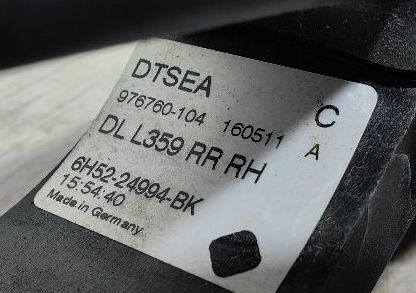 DTSEA
976760-104 160511 C
DL L359 RR RH A
6H52-24994-BK
15:54:40
Made in Germany